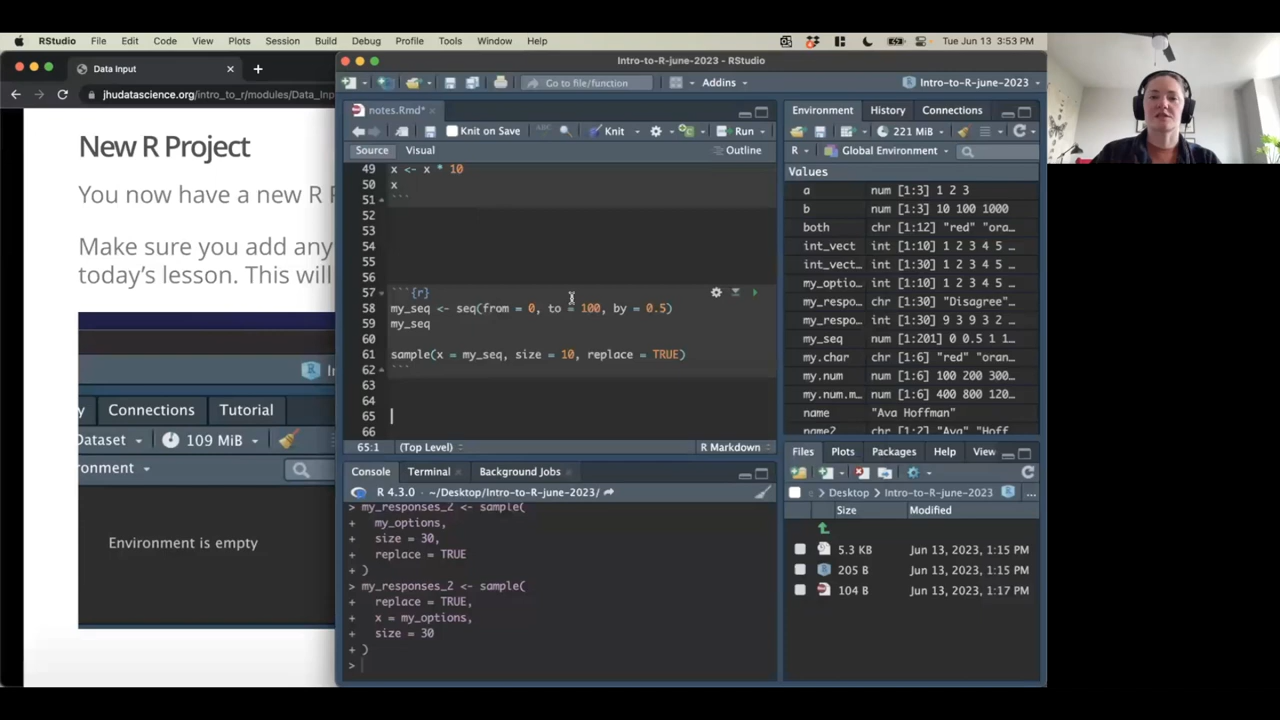 RStudio File Edit Code View Plots Session Build Debug Profile Tools Window Help Tue Jun 13 3:53 PM
Data Input
jhudatascience.org/intro_to_r/modules/Data_Inp
New R Project
You now have a new R
Make sure you add any
today's lesson. This will
Connections Tutorial
Dataset 109 MiB
ronment
Environment is empty
Intro-to-R-june-2023 - RStudio
Go to file/function Addins Intro-to-R-june-2023
notes.Rmd*
Knit on Save Knit Run
Source Visual Outline
49 x <- x * 10
50 x
51 ```
52
53
54
55
56
57 ```{r}
58 my_seq <- seq(from = 0, to = 100, by = 0.5)
59 my_seq
60
61 sample(x = my_seq, size = 10, replace = TRUE)
62 ```
63
64
65
66
65:1 (Top Level) R Markdown
Console Terminal Background Jobs
R 4.3.0 · ~/Desktop/Intro-to-R-june-2023/
> my_responses_2 <- sample(
+ my_options,
+ size = 30,
+ replace = TRUE
+ )
> my_responses_2 <- sample(
+ replace = TRUE,
+ x = my_options,
+ size = 30
+ )
>
Environment History Connections
221 MiB
R Global Environment
Values
a num [1:3] 1 2 3
b num [1:3] 10 100 1000
both chr [1:12] "red" "ora…
int_vect int [1:10] 1 2 3 4 5 …
int_vect… int [1:30] 1 2 3 4 5 …
my_optio… int [1:10] 1 2 3 4 5 …
my_respo… chr [1:30] "Disagree"…
my_respo… int [1:30] 9 3 9 3 2 …
my_seq num [1:201] 0 0.5 1 1…
my.char chr [1:6] "red" "oran…
my.num num [1:6] 100 200 300…
my.num.m… num [1:6] 400 800 120…
name "Ava Hoffman"
name2 chr [1:2] "Ava" "Hoff
Files Plots Packages Help View
Desktop Intro-to-R-june-2023 ...
Size Modified
5.3 KB Jun 13, 2023, 1:15 PM
205 B Jun 13, 2023, 1:15 PM
104 B Jun 13, 2023, 1:17 PM